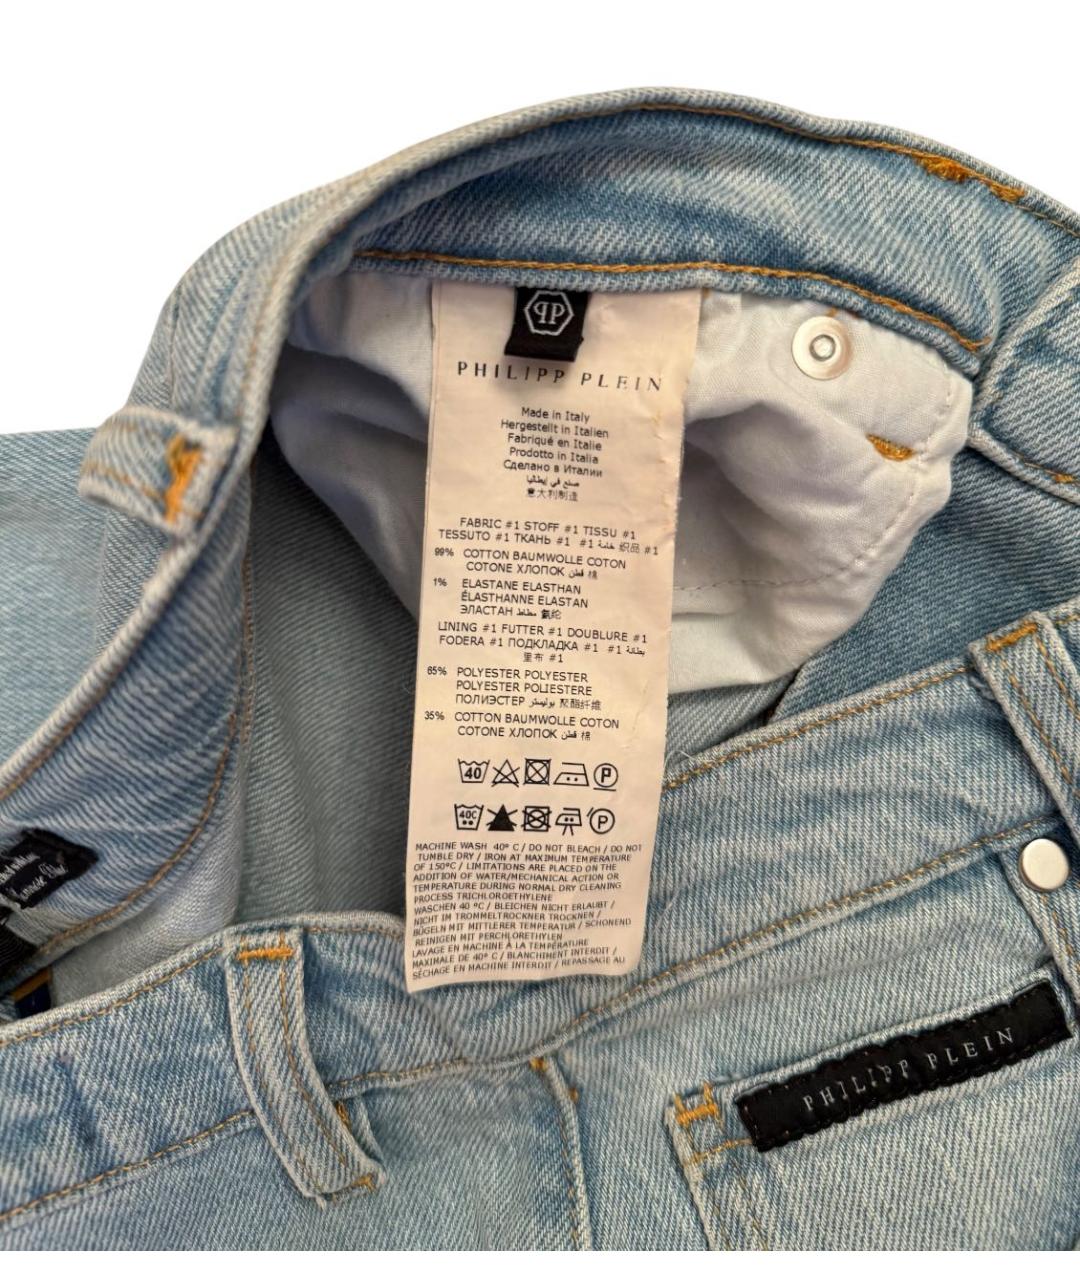 PHILIPP PLEIN
Made in Italy
Hergestellt in Italien
Fabriqué en Italie
Prodotto in Italia
Сделано в Италии
صنع في إيطاليا
意大利制造
FABRIC #1 STOFF #1 TISSU #1
TESSUTO #1 ТКАНЬ #1 #1 خامة 织品 #1
99% COTTON BAUMWOLLE COTON
COTONE ХЛОПОК قطن 棉
1% ELASTANE ELASTHAN
ÉLASTHANNE ELASTAN
ЭЛАСТАН مطاط 氨纶
LINING #1 FUTTER #1 DOUBLURE #1
FODERA #1 ПОДКЛАДКА #1 #1 بطانة
里布 #1
65% POLYESTER POLYESTER
POLYESTER POLIESTERE
ПОЛИЭСТЕР بوليستر 聚酯纤维
35% COTTON BAUMWOLLE COTON
COTONE ХЛОПОК قطن 棉
40 P
40C P
MACHINE WASH 40° C / DO NOT BLEACH / DO NOT
TUMBLE DRY / IRON AT MAXIMUM TEMPERATURE
OF 150ºC / LIMITATIONS ARE PLACED ON THE
ADDITION OF WATER/MECHANICAL ACTION OR
TEMPERATURE DURING NORMAL DRY CLEANING
PROCESS TRICHLOROETHYLENE
WASCHEN 40 ºC / BLEICHEN NICHT ERLAUBT /
NICHT IM TROMMELTROCKNER TROCKNEN /
BÜGELN MIT MITTLERER TEMPERATUR / SCHONEND
REINIGEN MIT PERCHLORETHYLEN
LAVAGE EN MACHINE À LA TEMPÉRATURE
MAXIMALE DE 40° C / BLANCHIMENT INTERDIT /
SÉCHAGE EN MACHINE INTERDIT / REPASSAGE AU
PHILIPP PLEIN